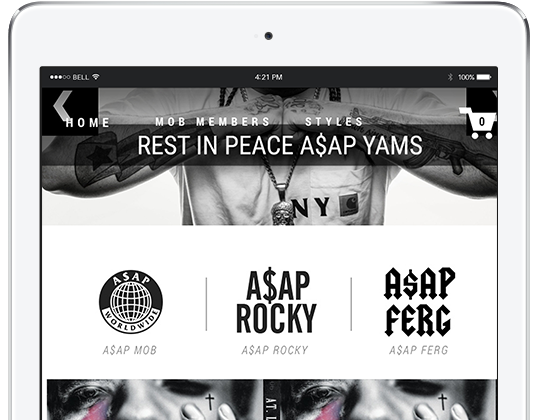 BELL 4:21 PM 100%
HOME MOB MEMBERS STYLES 0
REST IN PEACE A$AP YAMS
NY
A$AP
WORLDWIDE
A$AP
ROCKY
A$AP
FERG
A$AP MOB A$AP ROCKY A$AP FERG